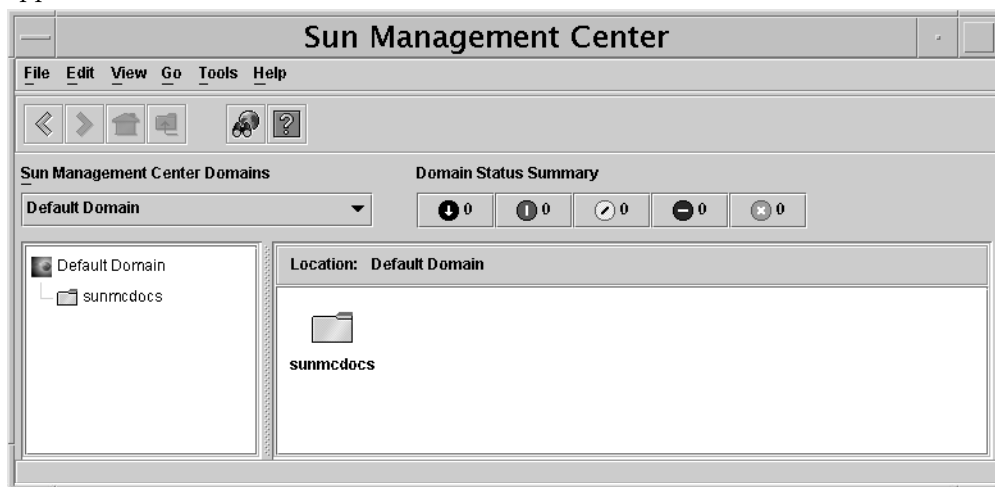 Sun Management Center
File Edit View Go Tools Help
Sun Management Center Domains
Domain Status Summary
Default Domain
0 0 0 0 0
Default Domain
sunmcdocs
Location: Default Domain
sunmcdocs